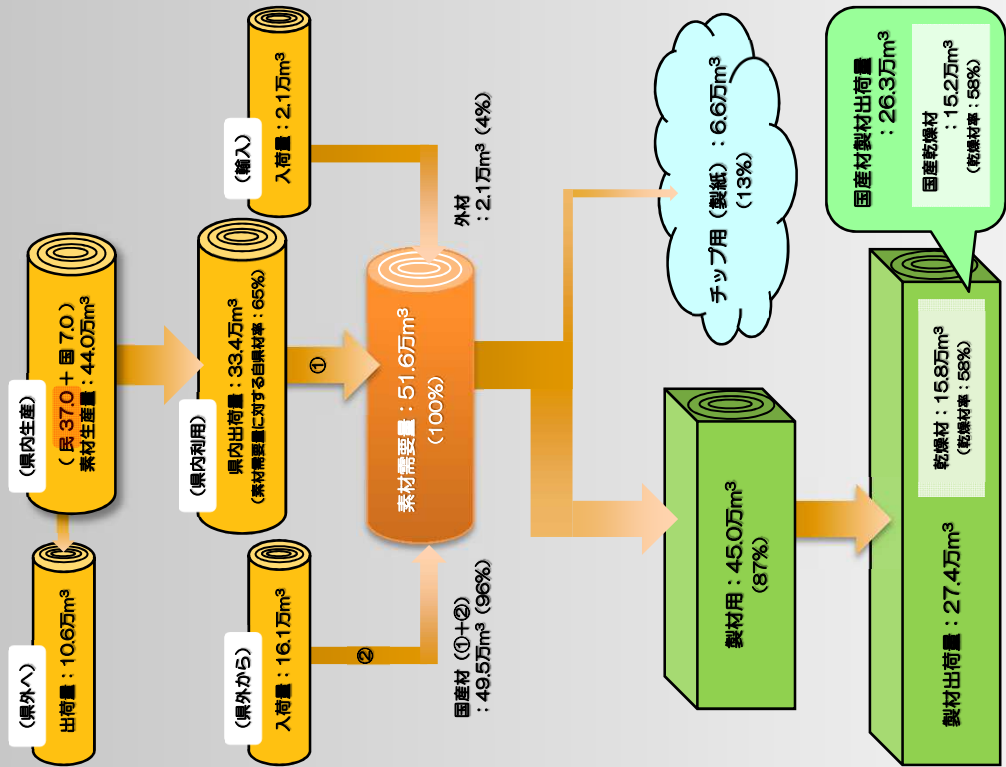 （県外へ）
出荷量：10.6万m³
（県内生産）
（民37.0＋国7.0）
素材生産量：44.0万m³
（県外から）
入荷量：16.1万m³
（県内利用）
県内出荷量：33.4万m³
（素材需要量に対する自県材率：65%）
（輸入）
入荷量：2.1万m³
①
②
国産材（①＋②）
：49.5万m³（96%）
素材需要量：51.6万m³
（100%）
外材
：2.1万m³（4%）
製材用：45.0万m³
（87%）
チップ用（製紙）：6.6万m³
（13%）
製材出荷量：27.4万m³
乾燥材：15.8万m³
（乾燥材率：58%）
国産材製材出荷量
：26.3万m³
国産乾燥材
：15.2万m³
（乾燥材率：58%）